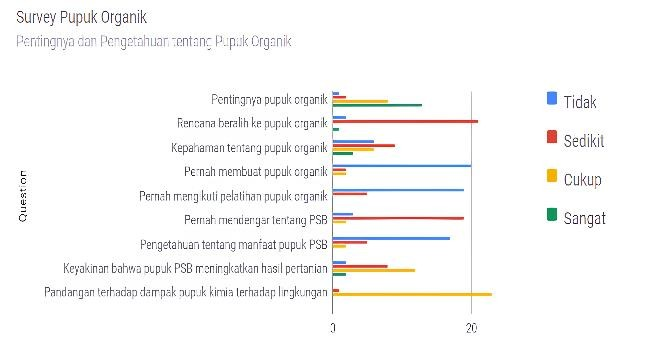 Survey Pupuk Organik
Pentingnya dan Pengetahuan tentang Pupuk Organik
Pentingnya pupuk organik
Rencana beralih ke pupuk organik
Kepahaman tentang pupuk organik
Pernah membuat pupuk organik
Pernah mengikuti pelatihan pupuk organik
Pernah mendengar tentang PSB
Pengetahuan tentang manfaat pupuk PSB
Keyakinan bahwa pupuk PSB meningkatkan hasil pertanian
Pandangan terhadap dampak pupuk kimia terhadap lingkungan
Question
0
20
Tidak
Sedikit
Cukup
Sangat